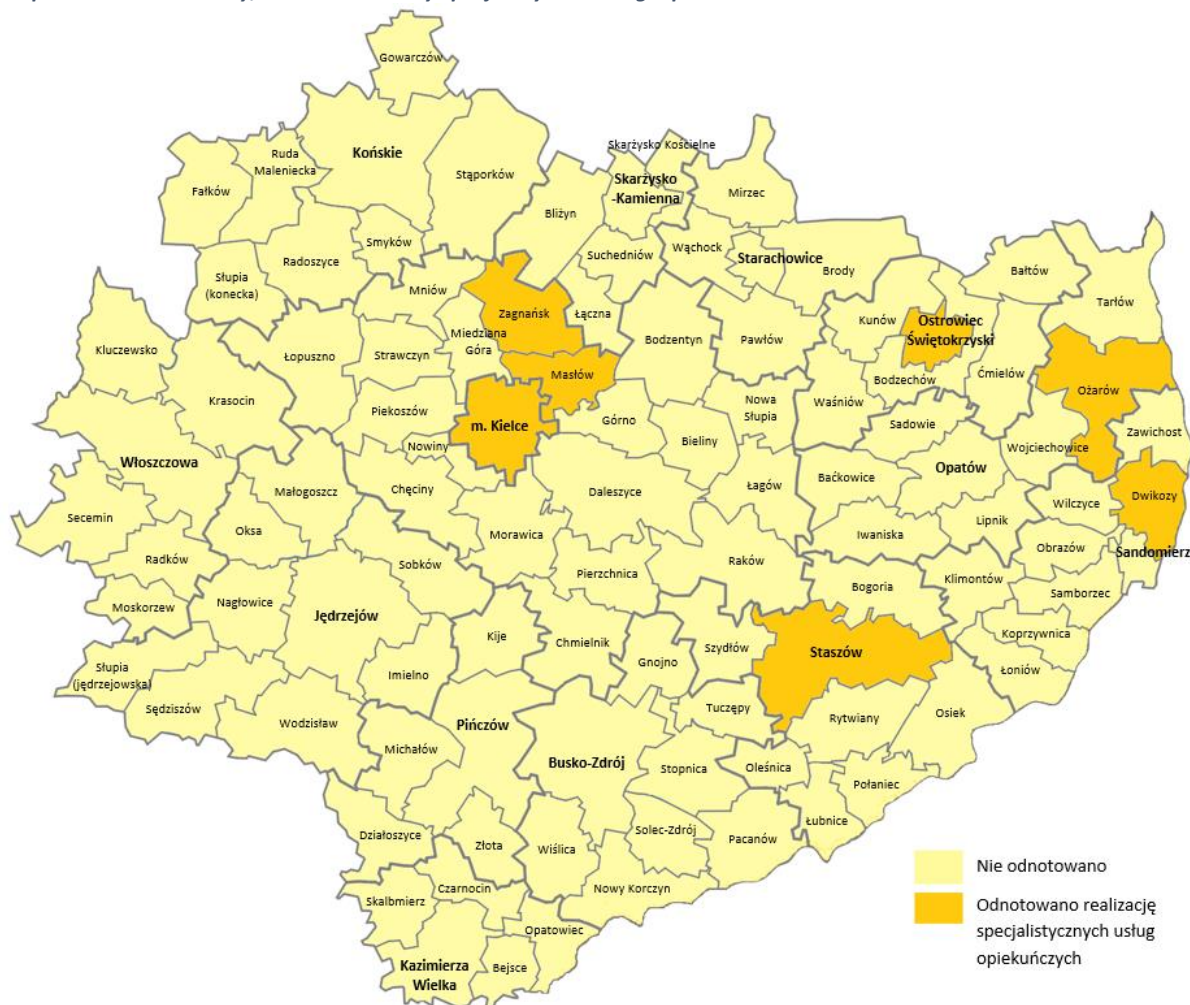 Gowarczów
Końskie
Ruda
Maleniecka
Stąporków
Fałków
Skarżysko Kościelne
Skarżysko
-Kamienna
Mirzec
Bliżyn
Smyków
Radoszyce
Suchedniów
Wąchock
Starachowice
Brody
Bałtów
Słupia
(konecka)
Mniów
Tarłów
Zagnańsk
Łączna
Kunów
Ostrowiec
Świętokrzyski
Miedziana
Góra
Kluczewsko
Łopuszno
Strawczyn
Bodzentyn
Pawłów
Bodzechów
Ćmielów
Masłów
Ożarów
Krasocin
Piekoszów
Nowa
Słupia
Waśniów
m. Kielce
Górno
Sadowie
Zawichost
Nowiny
Bieliny
Wojciechowice
Włoszczowa
Opatów
Małogoszcz
Chęciny
Daleszyce
Łagów
Baćkowice
Dwikozy
Wilczyce
Secemin
Oksa
Morawica
Lipnik
Iwaniska
Obrazów
Sandomierz
Radków
Sobków
Pierzchnica
Raków
Klimontów
Bogoria
Samborzec
Moskorzew
Nagłowice
Jędrzejów
Kije
Chmielnik
Szydłów
Staszów
Koprzywnica
Gnojno
Słupia
(jędrzejowska)
Imielno
Łoniów
Sędziszów
Tuczępy
Osiek
Wodzisław
Pińczów
Rytwiany
Michałów
Busko-Zdrój
Stopnica
Oleśnica
Połaniec
Działoszyce
Złota
Wiślica
Solec-Zdrój
Pacanów
Łubnice
Nie odnotowano
Czarnocin
Nowy Korczyn
Skalbmierz
Odnotowano realizację
specjalistycznych usług
opiekuńczych
Opatowiec
Kazimierza
Wielka
Bejsce